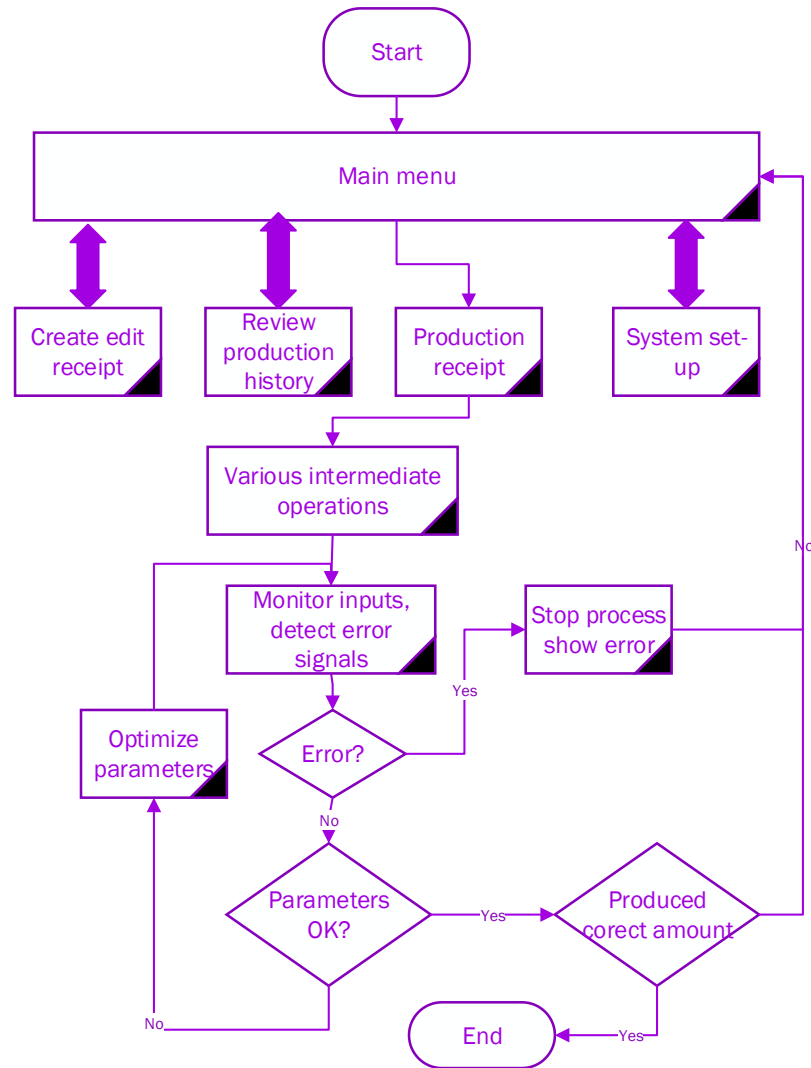 Start
Main menu
Create edit
receipt
Review
production
history
Production
receipt
System set-
up
Various intermediate
operations
No
Monitor inputs,
detect error
signals
Stop process
show error
Yes
Optimize
parameters
Error?
No
Parameters
OK?
Yes
Produced
corect amount
No
End
Yes